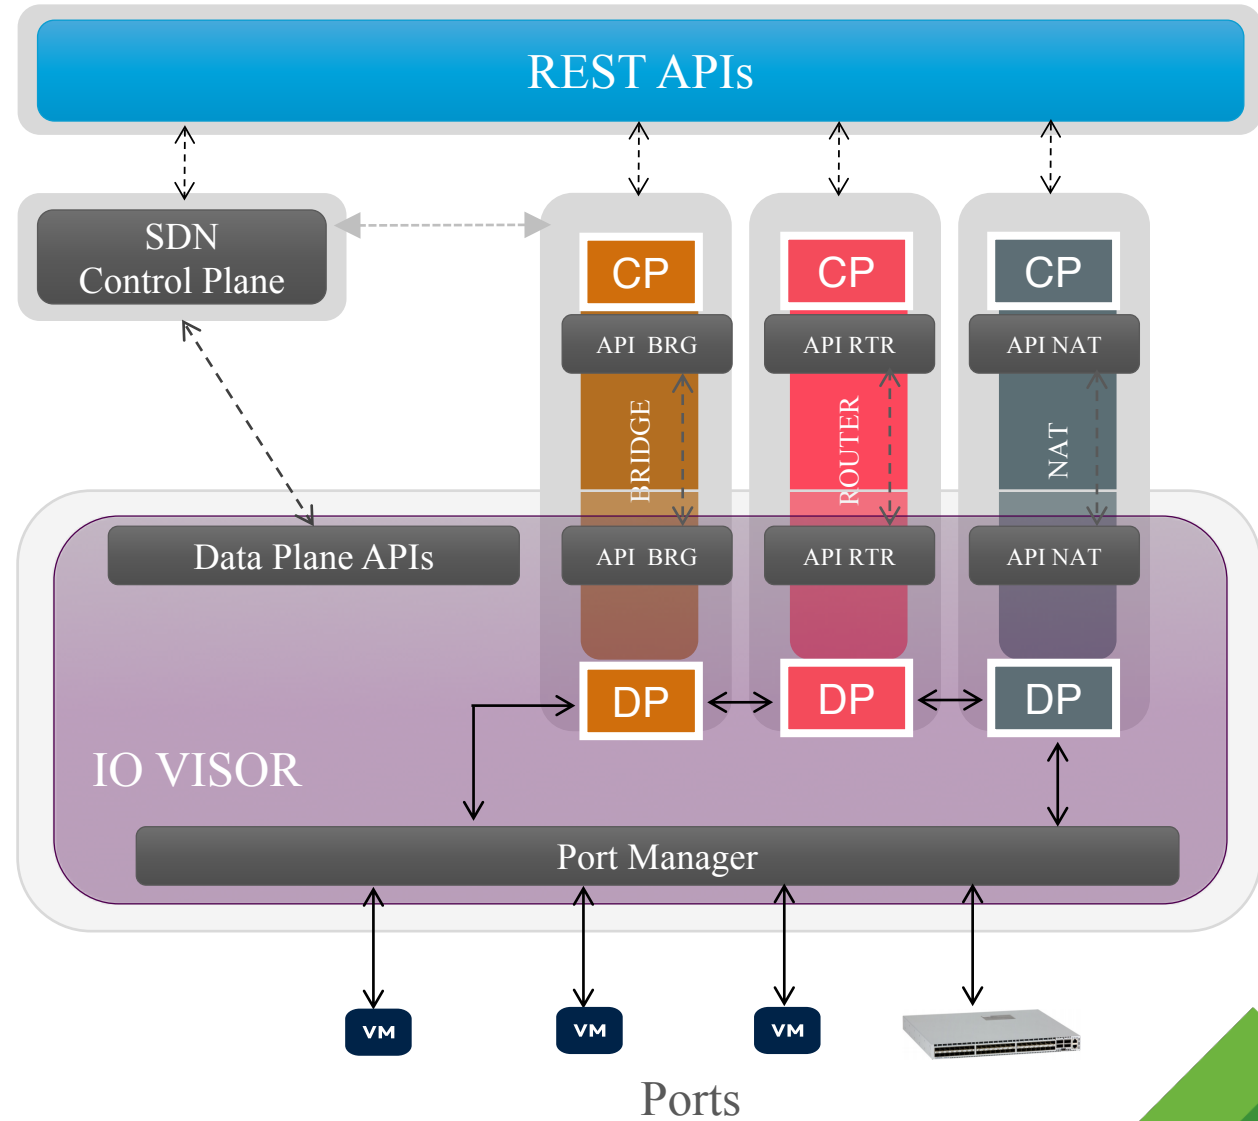 REST APIs
SDN
Control Plane
CP
CP
CP
API BRG
API RTR
API NAT
BRIDGE
ROUTER
NAT
Data Plane APIs
API BRG
API RTR
API NAT
DP
DP
DP
IO VISOR
Port Manager
VM
VM
VM
Ports